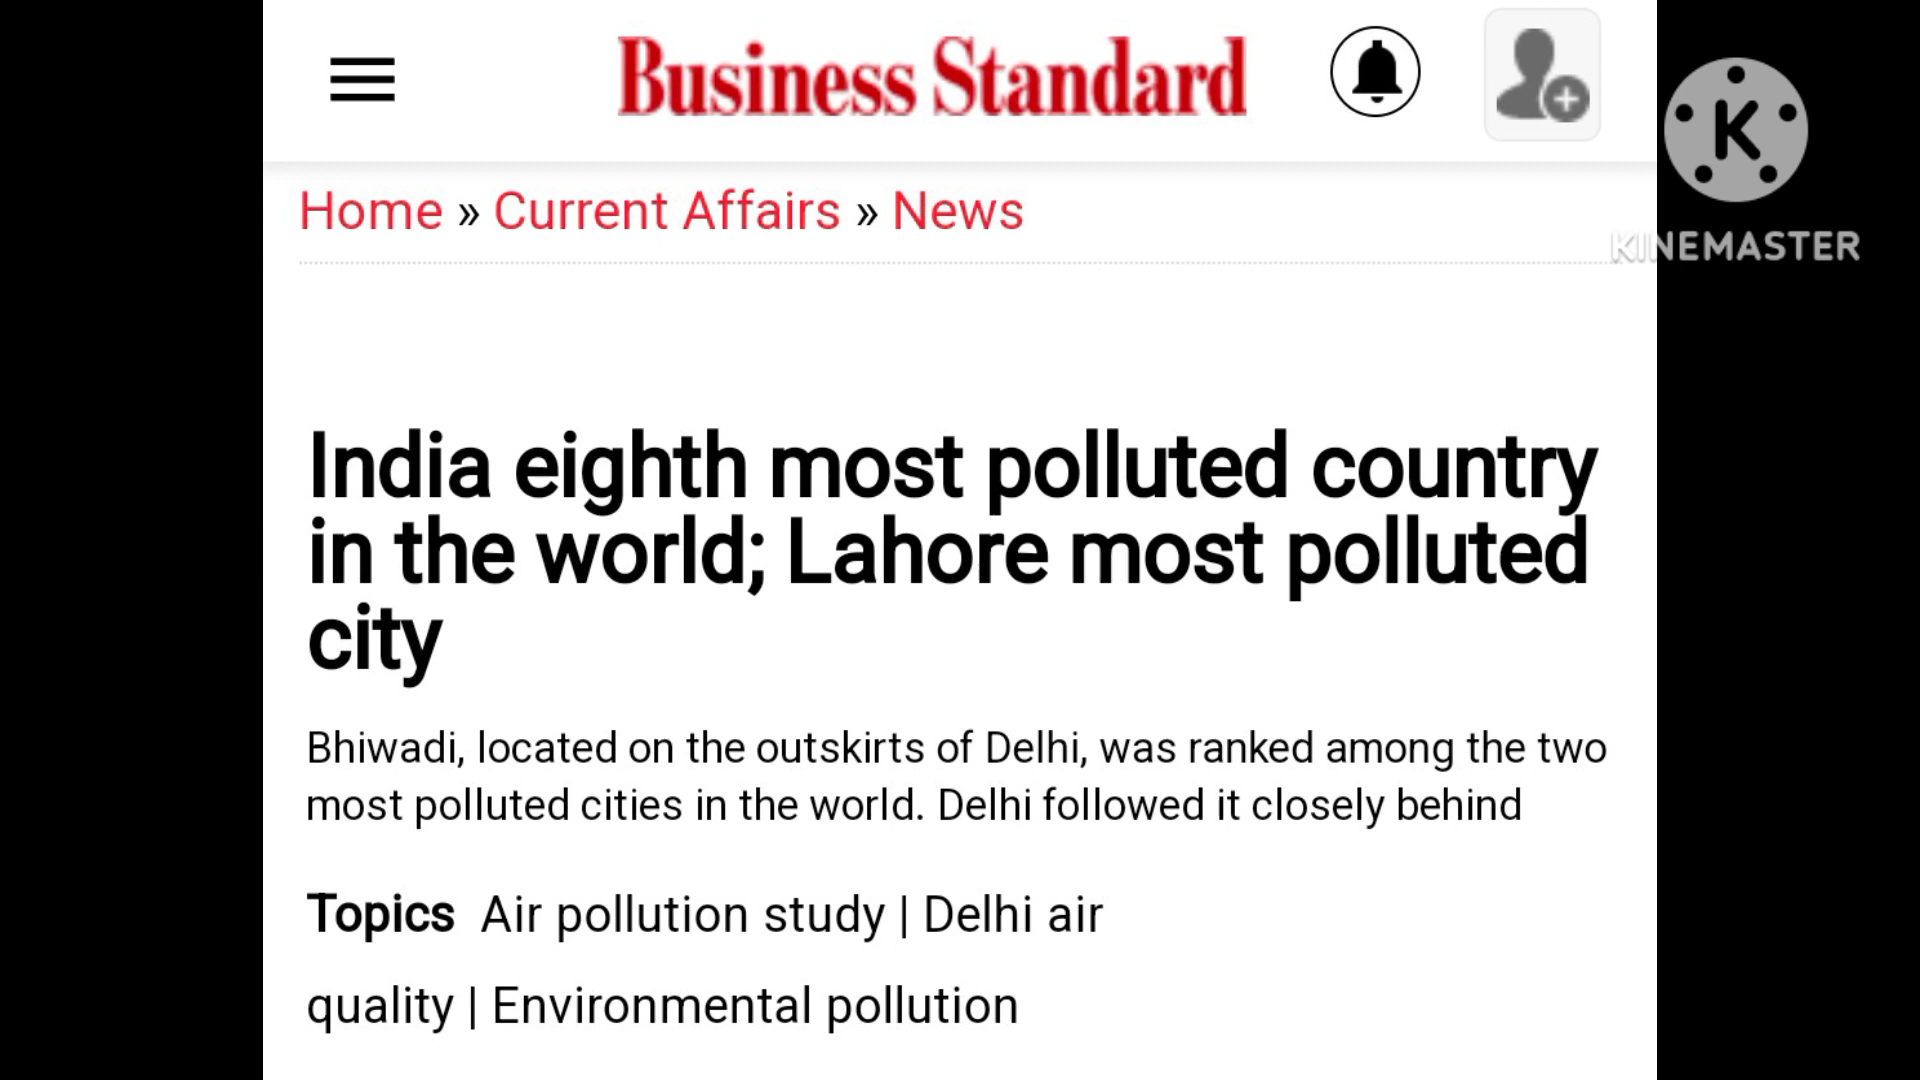 Business Standard
K
KINEMASTER
Home » Current Affairs » News
India eighth most polluted country
in the world; Lahore most polluted
city
Bhiwadi, located on the outskirts of Delhi, was ranked among the two
most polluted cities in the world. Delhi followed it closely behind
Topics Air pollution study | Delhi air
quality | Environmental pollution